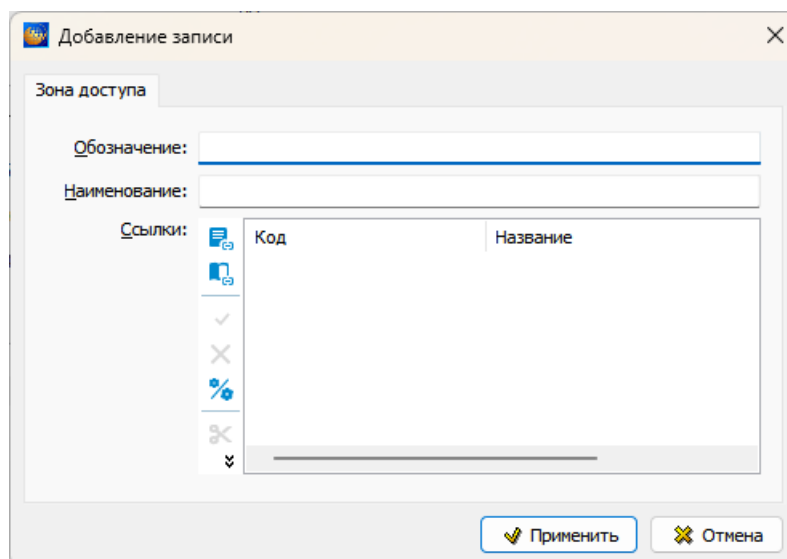 Добавление записи
Зона доступа
Обозначение:
Наименование:
Ссылки:
Код Название
Применить Отмена